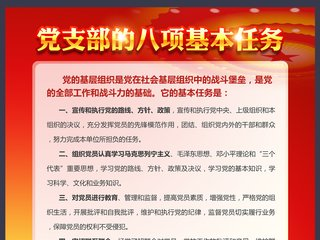 党支部的八项基本任务
党的基层组织是党在社会基层组织中的战斗堡垒，是党
的全部工作和战斗力的基础。它的基本任务是：
一、宣传和执行党的路线、方针、政策，宣传和执行党中央、上级组织和本
组织的决议，充分发挥党员的先锋模范作用，团结、组织党内外的干部和群众
，努力完成本单位所担负的任务。
二、组织党员认真学习马克思列宁主义、毛泽东思想、邓小平理论和“三个
代表”重要思想，学习党的路线、方针、政策及决议，学习党的基本知识，学
习科学、文化和业务知识。
三、对党员进行教育、管理和监督，提高党员素质，增强党性，严格党的组
织生活，开展批评和自我批评，维护和执行党的纪律，监督党员切实履行业务
，保障党员的权利不受侵犯。